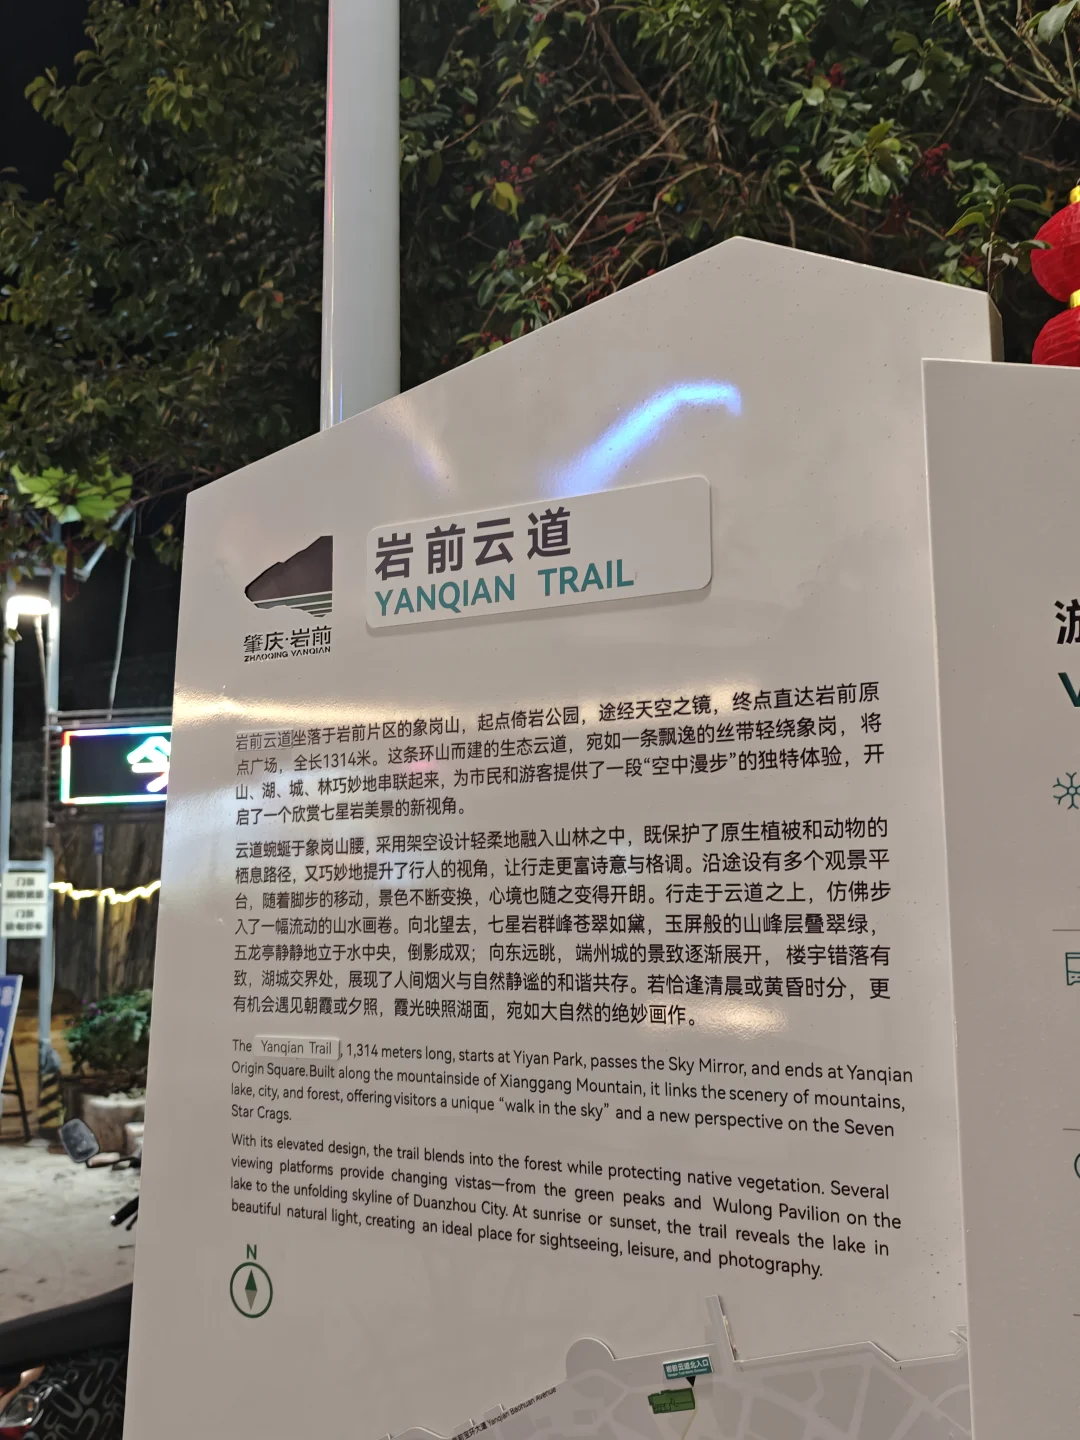 岩前云道
YANQIAN TRAIL
肇庆·岩前
ZHAOQING YANQIAN
岩前云道坐落于岩前片区的象岗山，起点倚岩公园，途经天空之镜，终点直达岩前原
点广场，全长1314米。这条环山而建的生态云道，宛如一条飘逸的丝带轻绕象岗，将
山、湖、城、林巧妙地串联起来，为市民和游客提供了一段“空中漫步”的独特体验，开
启了一个欣赏七星岩美景的新视角。
云道蜿蜒于象岗山腰，采用架空设计轻柔地融入山林之中，既保护了原生植被和动物的
栖息路径，又巧妙地提升了行人的视角，让行走更富诗意与格调。沿途设有多个观景平
台，随着脚步的移动，景色不断变换，心境也随之变得开朗。行走于云道之上，仿佛步
入了一幅流动的山水画卷。向北望去，七星岩群峰苍翠如黛，玉屏般的山峰层叠翠绿，
五龙亭静静地立于水中央，倒影成双；向东远眺，端州城的景致逐渐展开，楼宇错落有
致，湖城交界处，展现了人间烟火与自然静谧的和谐共存。若恰逢清晨或黄昏时分，更
有机会遇见朝霞或夕照，霞光映照湖面，宛如大自然的绝妙画作。
The Yanqian Trail, 1,314 meters long, starts at Yiyan Park, passes the Sky Mirror, and ends at Yanqian
Origin Square.Built along the mountainside of Xianggang Mountain, it links the scenery of mountains,
lake, city, and forest, offering visitors a unique “walk in the sky” and a new perspective on the Seven
Star Crags.
With its elevated design, the trail blends into the forest while protecting native vegetation. Several
viewing platforms provide changing vistas—from the green peaks and Wulong Pavilion on the
lake to the unfolding skyline of Duanzhou City. At sunrise or sunset, the trail reveals the lake in
beautiful natural light, creating an ideal place for sightseeing, leisure, and photography.
N
岩前云道北入口
Yanqian Baohuan Avenue
游
今